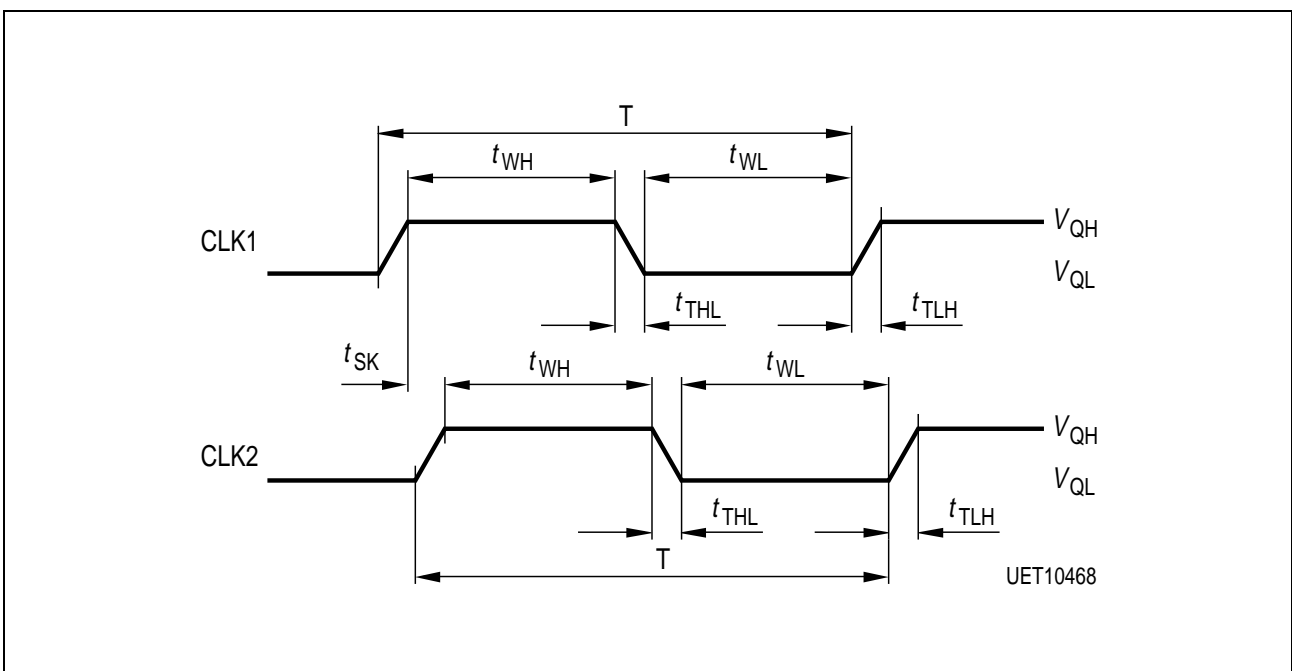 T
tWH
tWL
CLK1
VQH
VQL
tTHL
tTLH
tSK
tWH
tWL
CLK2
VQH
VQL
tTHL
tTLH
T
UET10468